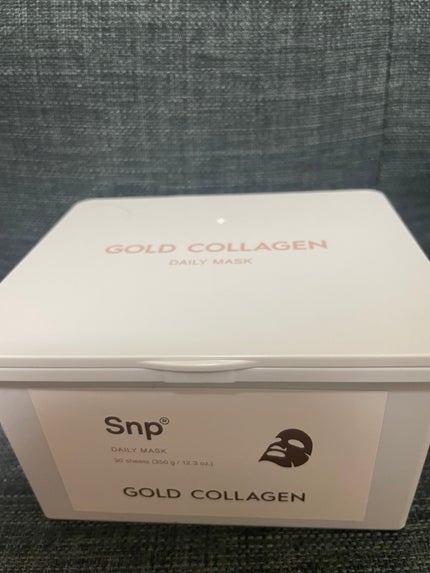 GOLD COLLAGEN
DAILY MASK
Snp®
DAILY MASK
30 sheets (350 g / 12.3 oz.)
GOLD COLLAGEN